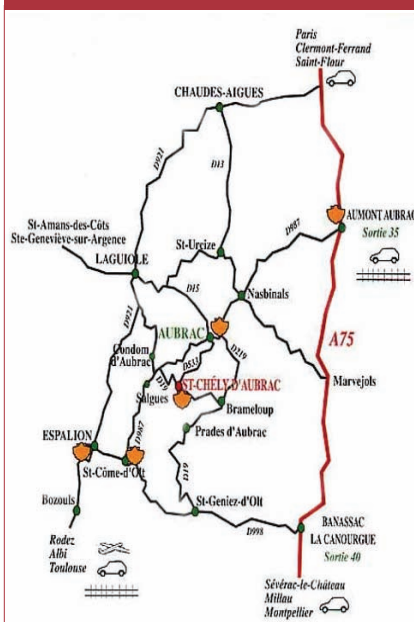 Paris
Clermont-Ferrand
Saint-Flour
CHAUDES-AIGUES
D921
D13
St-Amans-des-Côts
Ste-Geneviève-sur-Argence
AUMONT AUBRAC
Sortie 35
D987
St-Urcize
LAGUIOLE
D15
Nasbinals
D921
AUBRAC
A75
Condom
d'Aubrac
D533
D219
D19
ST-CHÉLY D'AUBRAC
Marvejols
Salgues
Brameloup
D987
Prades d'Aubrac
ESPALION
St-Côme-d'Olt
D19
Bozouls
St-Geniez-d'Olt
D998
BANASSAC
LA CANOURGUE
Sortie 40
Rodez
Albi
Toulouse
Sévérac-le-Château
Millau
Montpellier